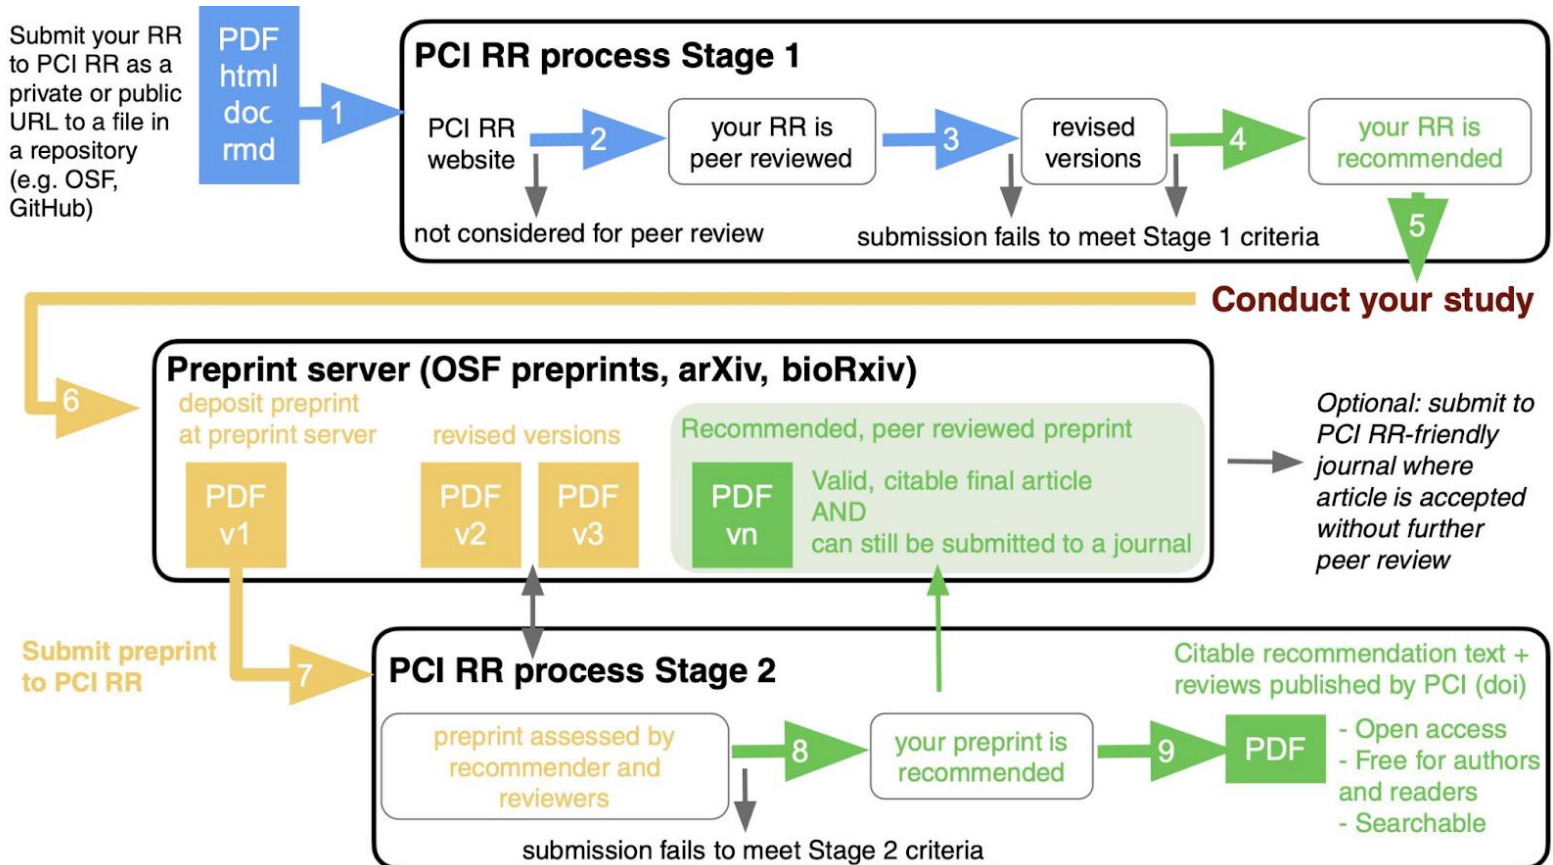 Submit your RR
to PCI RR as a
private or public
URL to a file in
a repository
(e.g. OSF,
GitHub)
PDF
html
doc
rmd
1
PCI RR process Stage 1
PCI RR
website
2
your RR is
peer reviewed
3
revised
versions
4
your RR is
recommended
not considered for peer review
submission fails to meet Stage 1 criteria
5
Conduct your study
6
Preprint server (OSF preprints, arXiv, bioRxiv)
deposit preprint
at preprint server
PDF
v1
revised versions
PDF
v2
PDF
v3
Recommended, peer reviewed preprint
PDF
vn
Valid, citable final article
AND
can still be submitted to a journal
Optional: submit to
PCI RR-friendly
journal where
article is accepted
without further
peer review
Submit preprint
to PCI RR
7
PCI RR process Stage 2
preprint assessed by
recommender and
reviewers
8
your preprint is
recommended
9
PDF
Citable recommendation text +
reviews published by PCI (doi)
- Open access
- Free for authors
and readers
- Searchable
submission fails to meet Stage 2 criteria